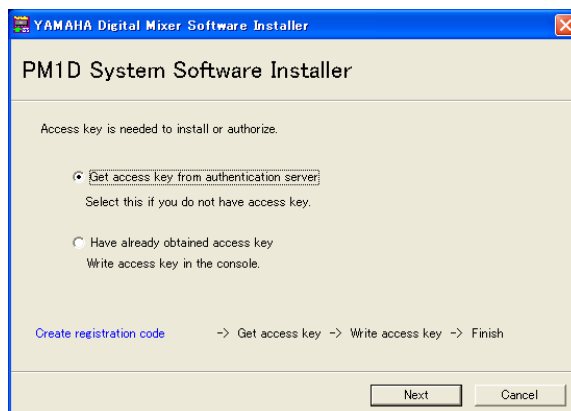 YAMAHA Digital Mixer Software Installer
PM1D System Software Installer
Access key is needed to install or authorize.
Get access key from authentication server
Select this if you do not have access key.
Have already obtained access key
Write access key in the console.
Create registration code -> Get access key -> Write access key -> Finish
Next Cancel